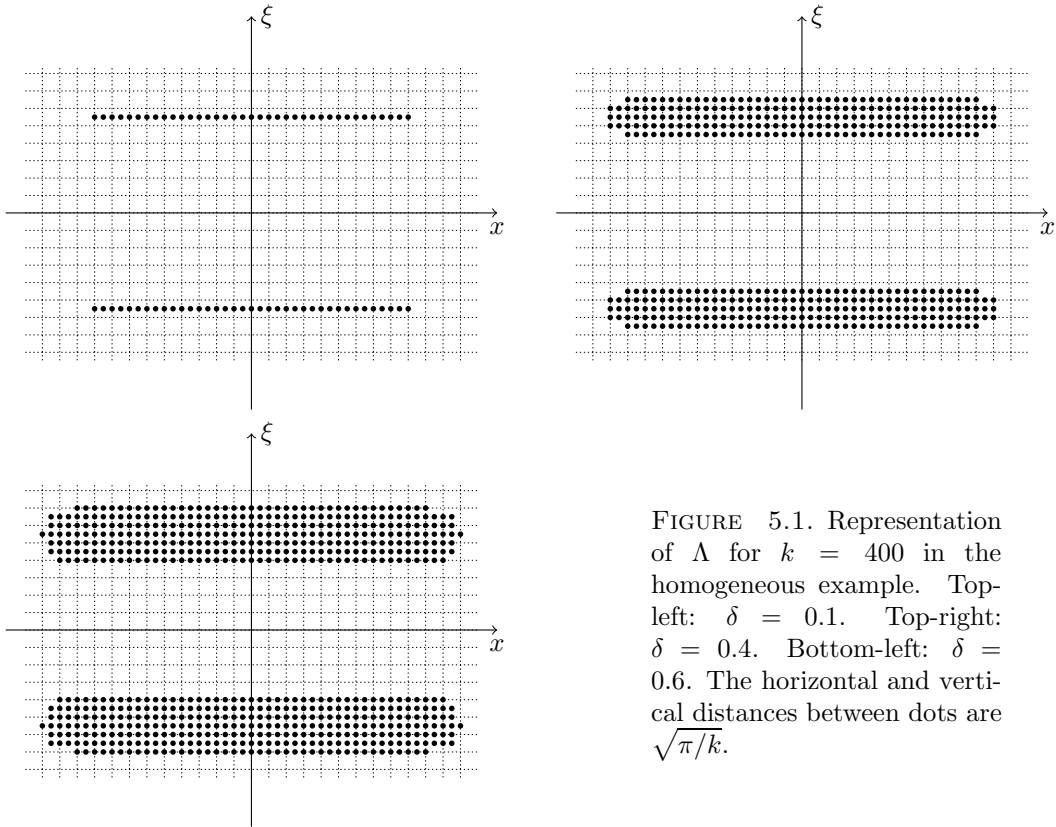 ξ
x
ξ
x
ξ
x
FIGURE 5.1. Representation
of Λ for k = 400 in the
homogeneous example. Top-
left: δ = 0.1. Top-right:
δ = 0.4. Bottom-left: δ =
0.6. The horizontal and verti-
cal distances between dots are
√π/k.